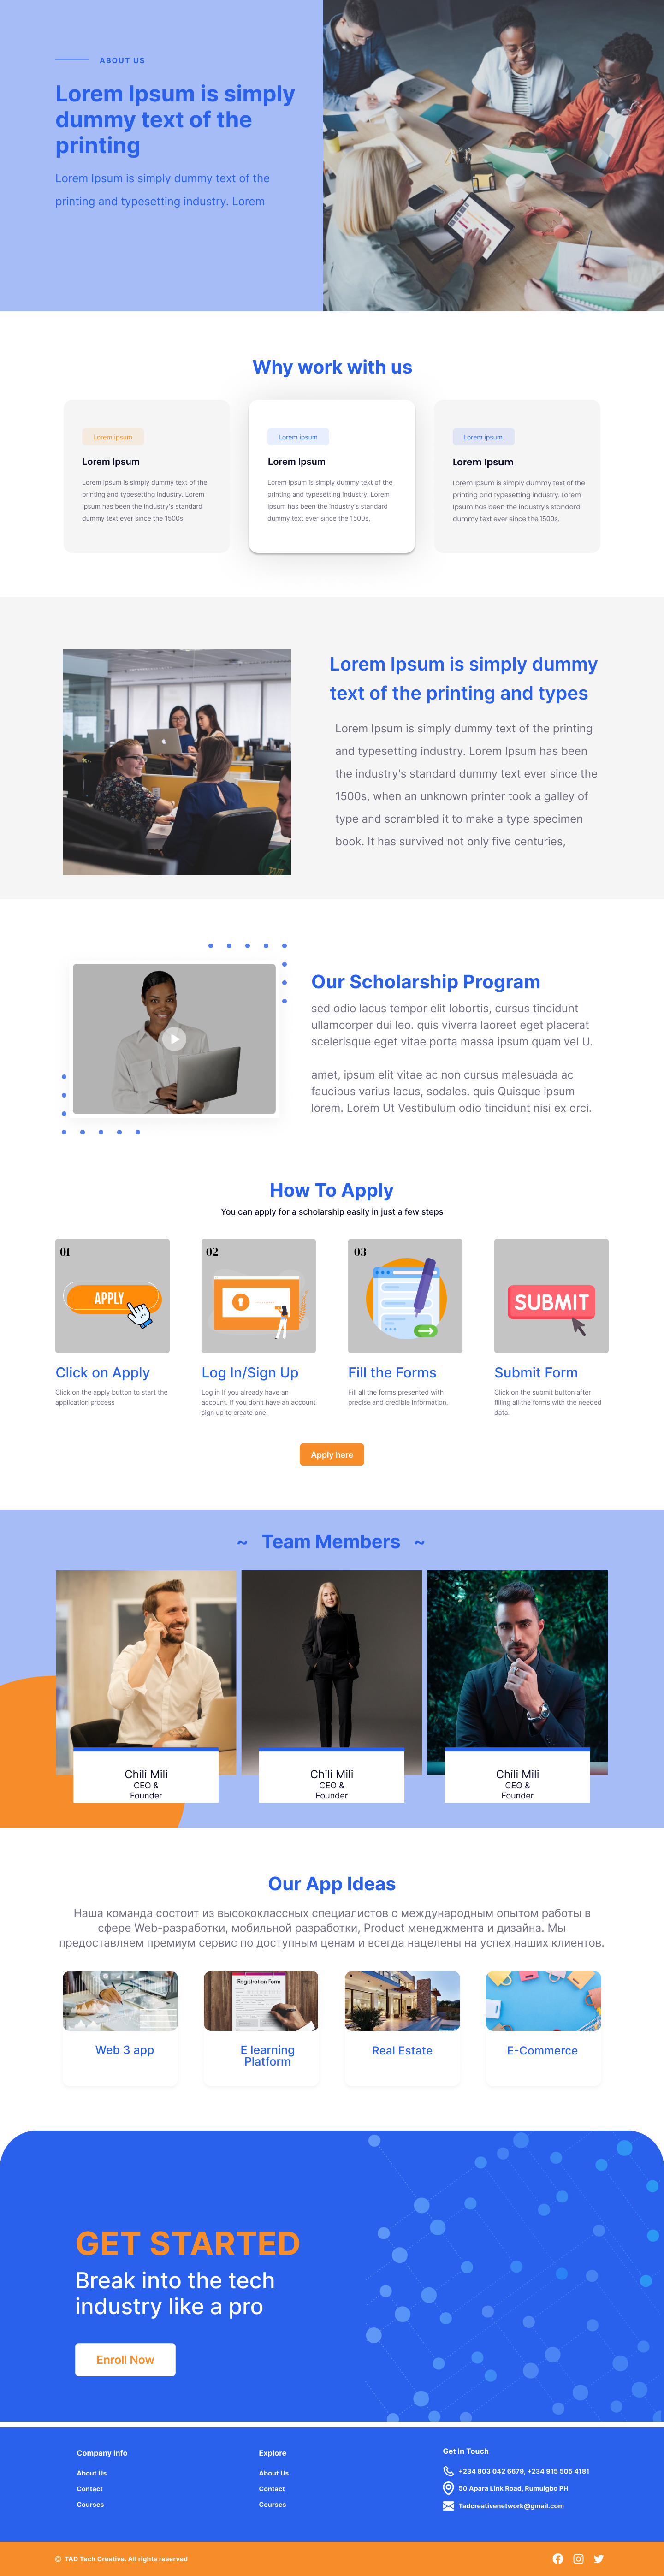 ABOUT US
Lorem Ipsum is simply
dummy text of the
printing
Lorem Ipsum is simply dummy text of the
printing and typesetting industry. Lorem
Why work with us
Lorem ipsum
Lorem Ipsum
Lorem Ipsum is simply dummy text of the
printing and typesetting industry. Lorem
Ipsum has been the industry's standard
dummy text ever since the 1500s,
Lorem ipsum
Lorem Ipsum
Lorem Ipsum is simply dummy text of the
printing and typesetting industry. Lorem
Ipsum has been the industry's standard
dummy text ever since the 1500s,
Lorem ipsum
Lorem Ipsum
Lorem Ipsum is simply dummy text of the
printing and typesetting industry. Lorem
Ipsum has been the industry's standard
dummy text ever since the 1500s,
Lorem Ipsum is simply dummy
text of the printing and types
Lorem Ipsum is simply dummy text of the printing
and typesetting industry. Lorem Ipsum has been
the industry's standard dummy text ever since the
1500s, when an unknown printer took a galley of
type and scrambled it to make a type specimen
book. It has survived not only five centuries,
Our Scholarship Program
sed odio lacus tempor elit lobortis, cursus tincidunt
ullamcorper dui leo. quis viverra laoreet eget placerat
scelerisque eget vitae porta massa ipsum quam vel U.
amet, ipsum elit vitae ac non cursus malesuada ac
faucibus varius lacus, sodales. quis Quisque ipsum
lorem. Lorem Ut Vestibulum odio tincidunt nisi ex orci.
How To Apply
You can apply for a scholarship easily in just a few steps
01
APPLY
Click on Apply
Click on the apply button to start the
application process
02
Log In/Sign Up
Log in If you already have an
account. If you don't have an account
sign up to create one.
03
Fill the Forms
Fill all the forms presented with
precise and credible information.
SUBMIT
Submit Form
Click on the submit button after
filling all the forms with the needed
data.
Apply here
~ Team Members ~
Chili Mili
CEO &
Founder
Chili Mili
CEO &
Founder
Chili Mili
CEO &
Founder
Our App Ideas
Наша команда состоит из высококлассных специалистов с международным опытом работы в
сфере Web-разработки, мобильной разработки, Product менеджмента и дизайна. Мы
предоставляем премиум сервис по доступным ценам и всегда нацелены на успех наших клиентов.
Web 3 app
Registration Form
E learning
Platform
Real Estate
E-Commerce
GET STARTED
Break into the tech
industry like a pro
Enroll Now
Company Info
About Us
Contact
Courses
Explore
About Us
Contact
Courses
Get In Touch
+234 803 042 6679, +234 915 505 4181
50 Apara Link Road, Rumuigbo PH
Tadcreativenetwork@gmail.com
© TAD Tech Creative. All rights reserved